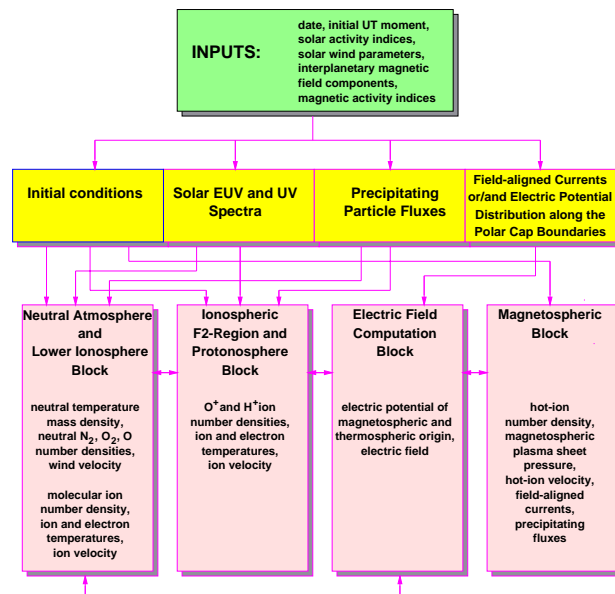 INPUTS:
date, initial UT moment,
solar activity indices,
solar wind parameters,
interplanetary magnetic
field components,
magnetic activity indices
Initial conditions
Solar EUV and UV
Spectra
Precipitating
Particle Fluxes
Field-aligned Currents
or/and Electric Potential
Distribution along the
Polar Cap Boundaries
Neutral Atmosphere
and
Lower Ionosphere
Block
neutral temperature
mass density,
neutral N₂, O₂, O
number densities,
wind velocity
molecular ion
number density,
ion and electron
temperatures,
ion velocity
Ionospheric
F2-Region and
Protonosphere
Block
O⁺ and H⁺ ion
number densities,
ion and electron
temperatures,
ion velocity
Electric Field
Computation
Block
electric potential of
magnetospheric and
thermospheric origin,
electric field
Magnetospheric
Block
hot-ion
number density,
magnetospheric
plasma sheet
pressure,
hot-ion velocity,
field-aligned
currents,
precipitating
fluxes